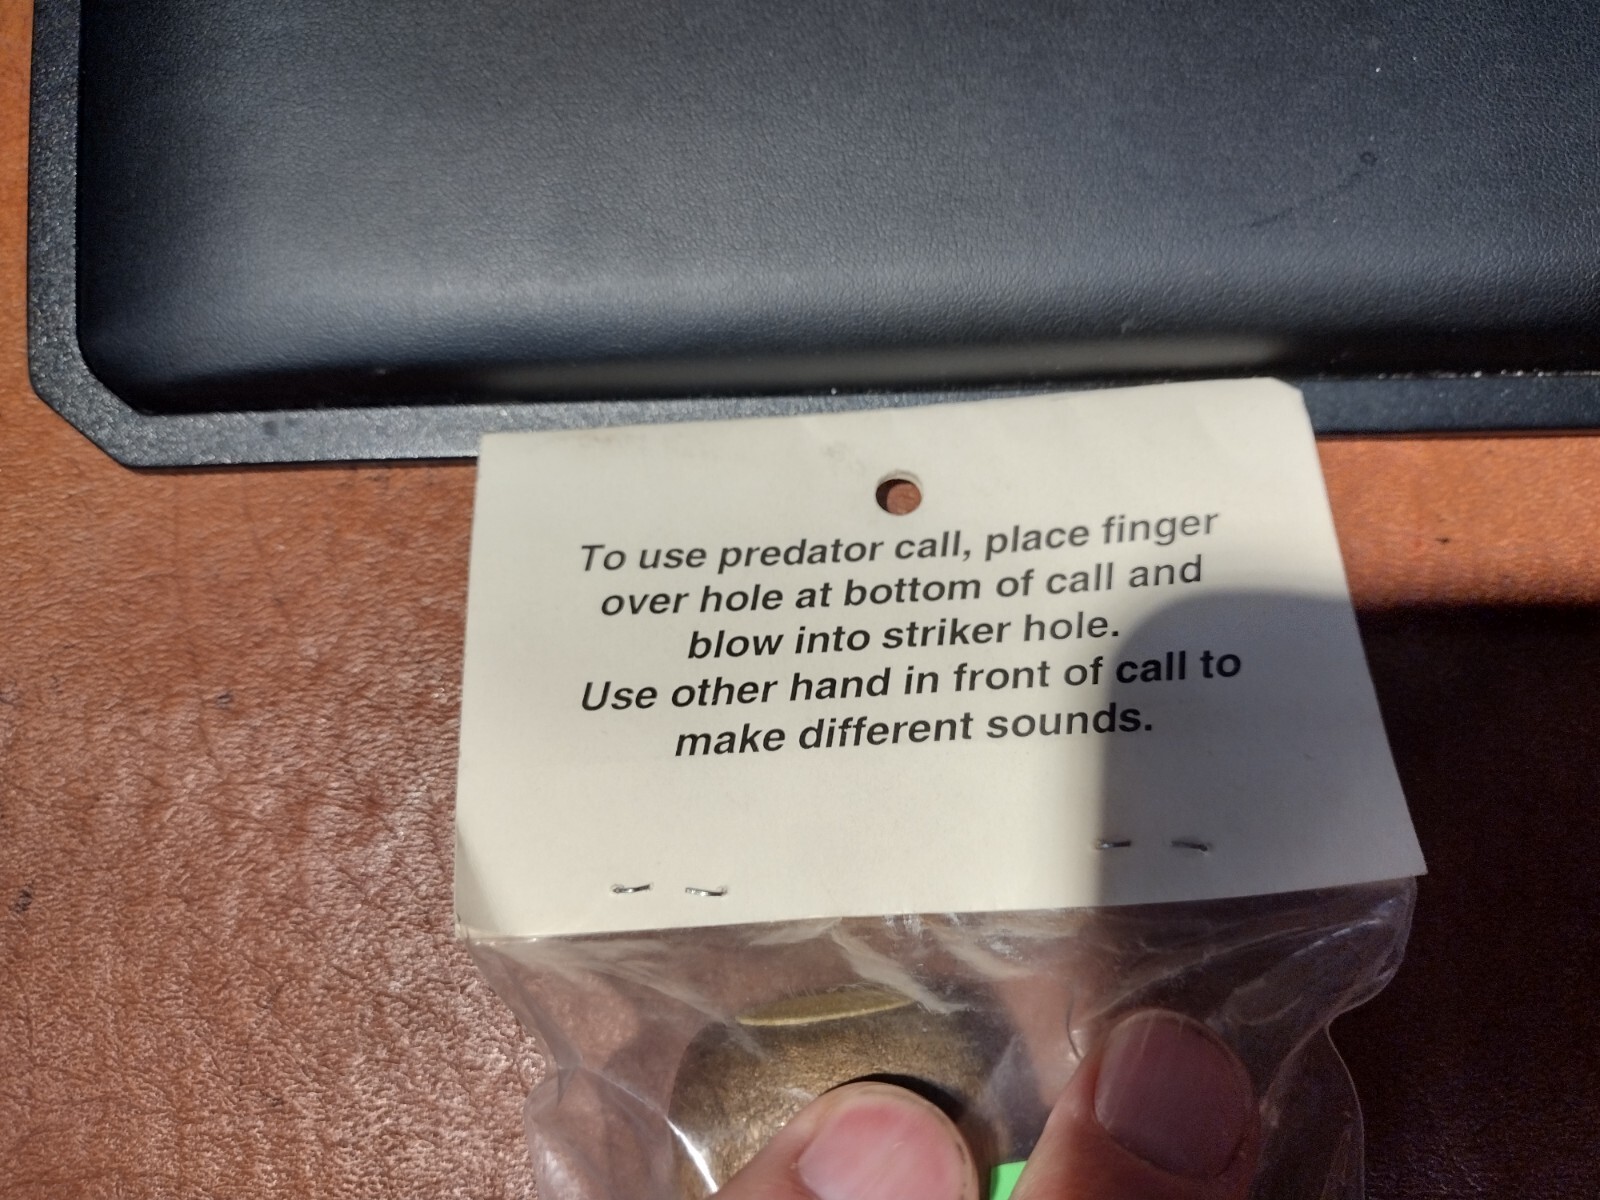 To use predator call, place finger
over hole at bottom of call and
blow into striker hole.
Use other hand in front of call to
make different sounds.